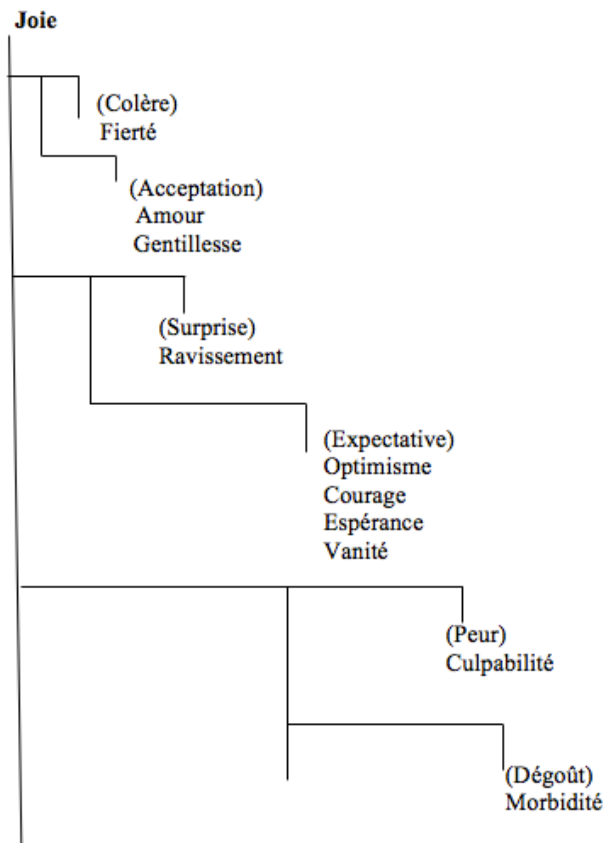 Joie
(Colère)
Fierté
(Acceptation)
Amour
Gentillesse
(Surprise)
Ravissement
(Expectative)
Optimisme
Courage
Espérance
Vanité
(Peur)
Culpabilité
(Dégoût)
Morbidité